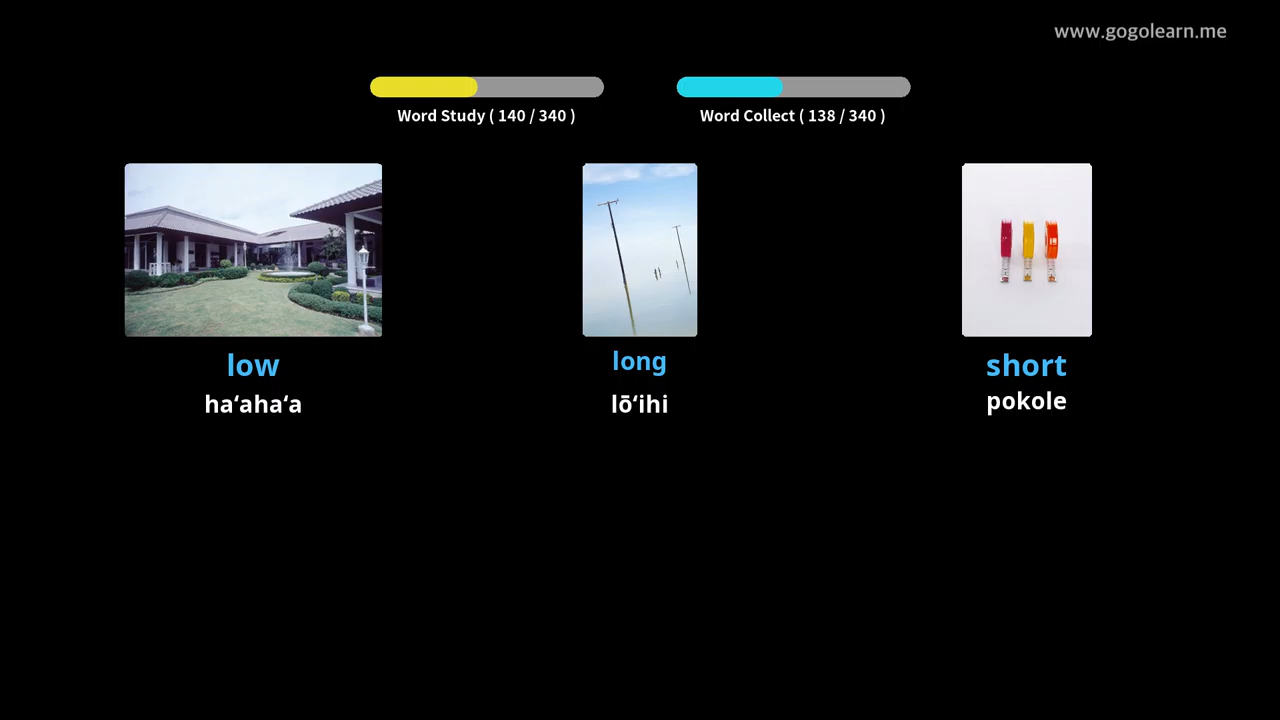 www.gogolearn.me
Word Study ( 140 / 340 )
Word Collect ( 138 / 340 )
low
haʻahaʻa
long
lōʻihi
short
pokole